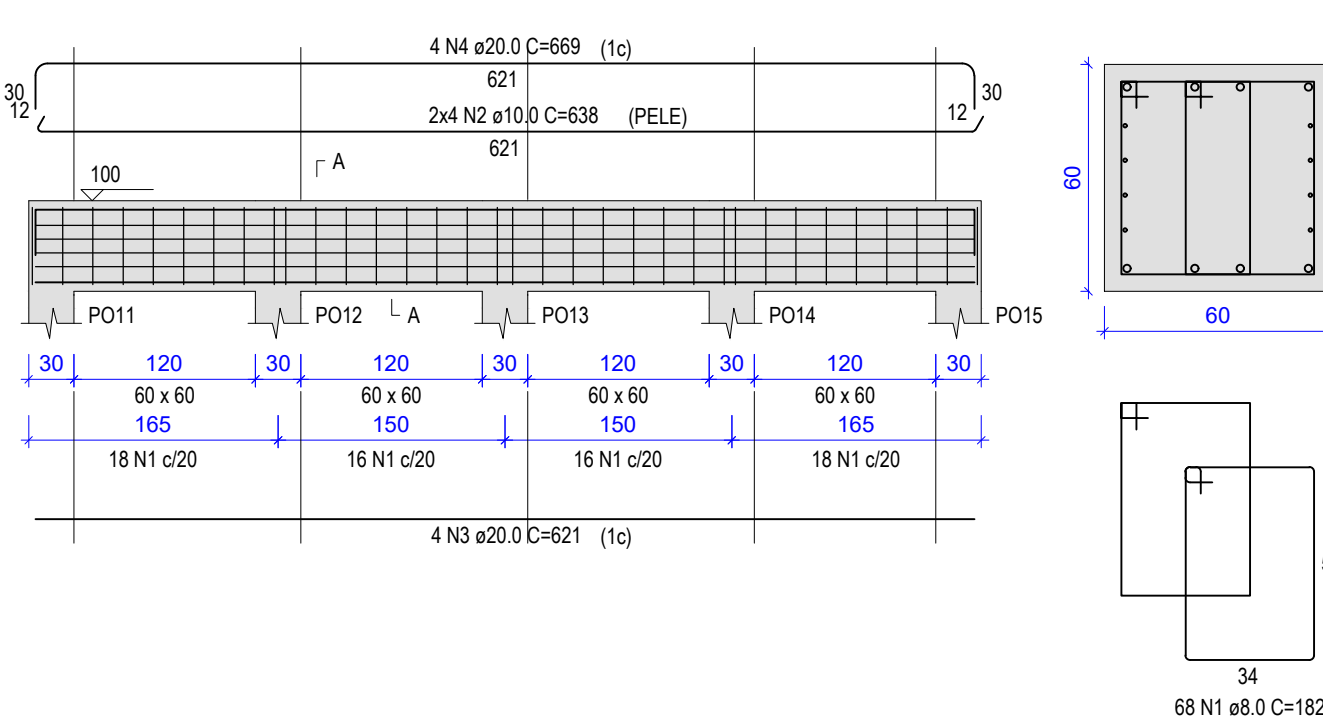 4 N4 ø20.0 C=669 (1c)
621
30
12
2x4 N2 ø10.0 C=638 (PELE)
12
30
621
A
100
PO11
PO12
A
PO13
PO14
PO15
30 120 30 120 30 120 30 120 30
60 x 60 60 x 60 60 x 60 60 x 60
165 150 150 165
18 N1 c/20 16 N1 c/20 16 N1 c/20 18 N1 c/20
4 N3 ø20.0 C=621 (1c)
60
60
34
68 N1 ø8.0 C=182